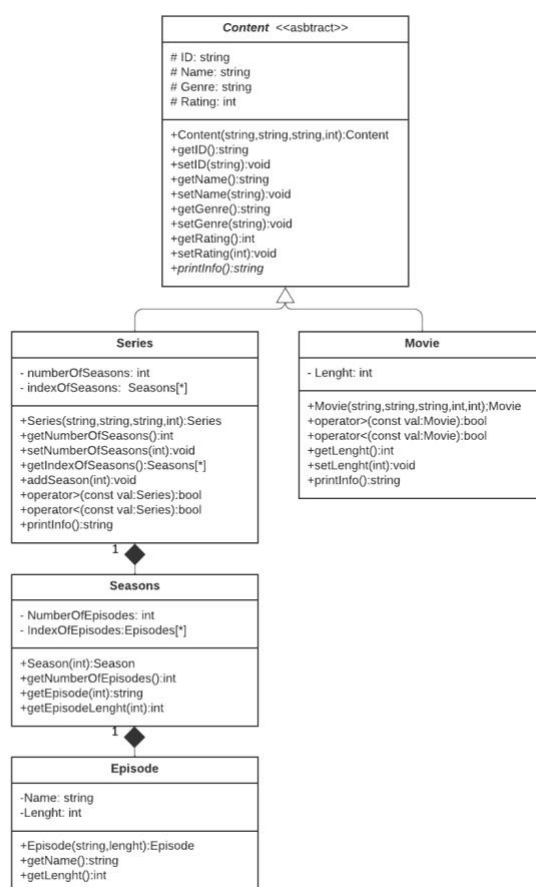 Content <<asbtract>>
# ID: string
# Name: string
# Genre: string
# Rating: int
+Content(string,string,string,int):Content
+getID():string
+setID(string):void
+getName():string
+setName(string):void
+getGenre():string
+setGenre(string):void
+getRating():int
+setRating(int):void
+printInfo():string
Series
- numberOfSeasons: int
- indexOfSeasons: Seasons[*]
+Series(string,string,string,int):Series
+getNumberOfSeasons():int
+setNumberOfSeasons(int):void
+getIndexOfSeasons():Seasons[*]
+addSeason(int):void
+operator>(const val:Series):bool
+operator<(const val:Series):bool
+printInfo():string
Movie
- Lenght: int
+Movie(string,string,string,int,int);Movie
+operator>(const val:Movie):bool
+operator<(const val:Movie):bool
+getLenght():int
+setLenght(int):void
+printInfo():string
1
Seasons
- NumberOfEpisodes: int
- IndexOfEpisodes:Episodes[*]
+Season(int):Season
+getNumberOfEpisodes():int
+getEpisode(int):string
+getEpisodeLenght(int):int
1
Episode
-Name: string
-Lenght: int
+Episode(string,lenght):Episode
+getName():string
+getLenght():int